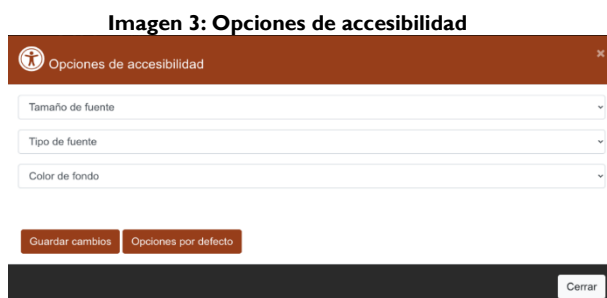 Imagen 3: Opciones de accesibilidad
Opciones de accesibilidad
×
Tamaño de fuente
Tipo de fuente
Color de fondo
Guardar cambios Opciones por defecto
Cerrar